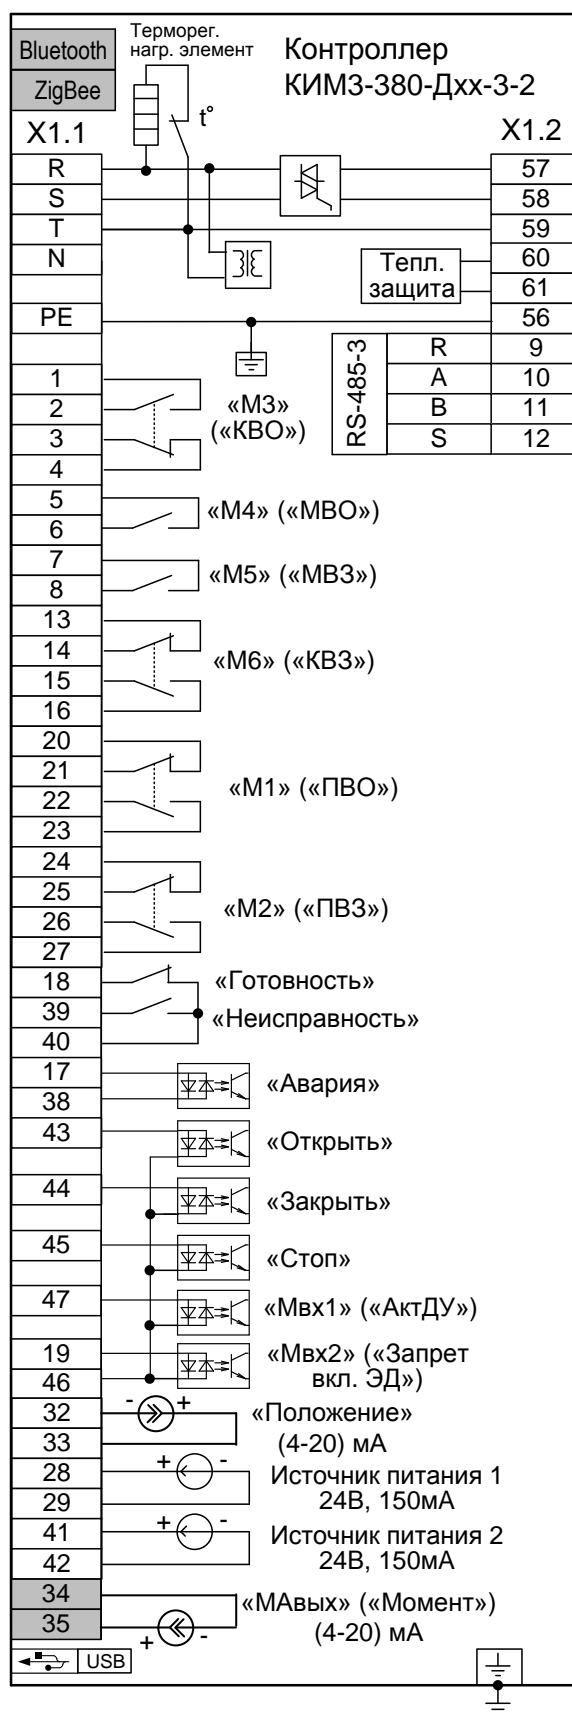 Bluetooth
ZigBee
Терморег.
нагр. элемент
Контроллер
КИМ3-380-Дхх-3-2
t°
X1.1
X1.2
R
57
S
58
T
59
N
Тепл.
защита
60
61
PE
56
RS-485-3
R
9
A
10
B
11
S
12
1
2
3
4
«М3»
(«КВО»)
5
6
«М4» («МВО»)
7
8
«М5» («МВЗ»)
13
14
15
16
«М6» («КВЗ»)
20
21
22
23
«М1» («ПВО»)
24
25
26
27
«М2» («ПВЗ»)
18
«Готовность»
39
«Неисправность»
40
17
38
«Авария»
43
«Открыть»
44
«Закрыть»
45
«Стоп»
47
«Мвх1» («АктДУ»)
19
46
«Мвх2» («Запрет
вкл. ЭД»)
32
33
- +
«Положение»
(4-20) мА
28
29
+ -
Источник питания 1
24В, 150мА
41
42
+ -
Источник питания 2
24В, 150мА
34
35
+ -
«МАвых» («Момент»)
(4-20) мА
USB